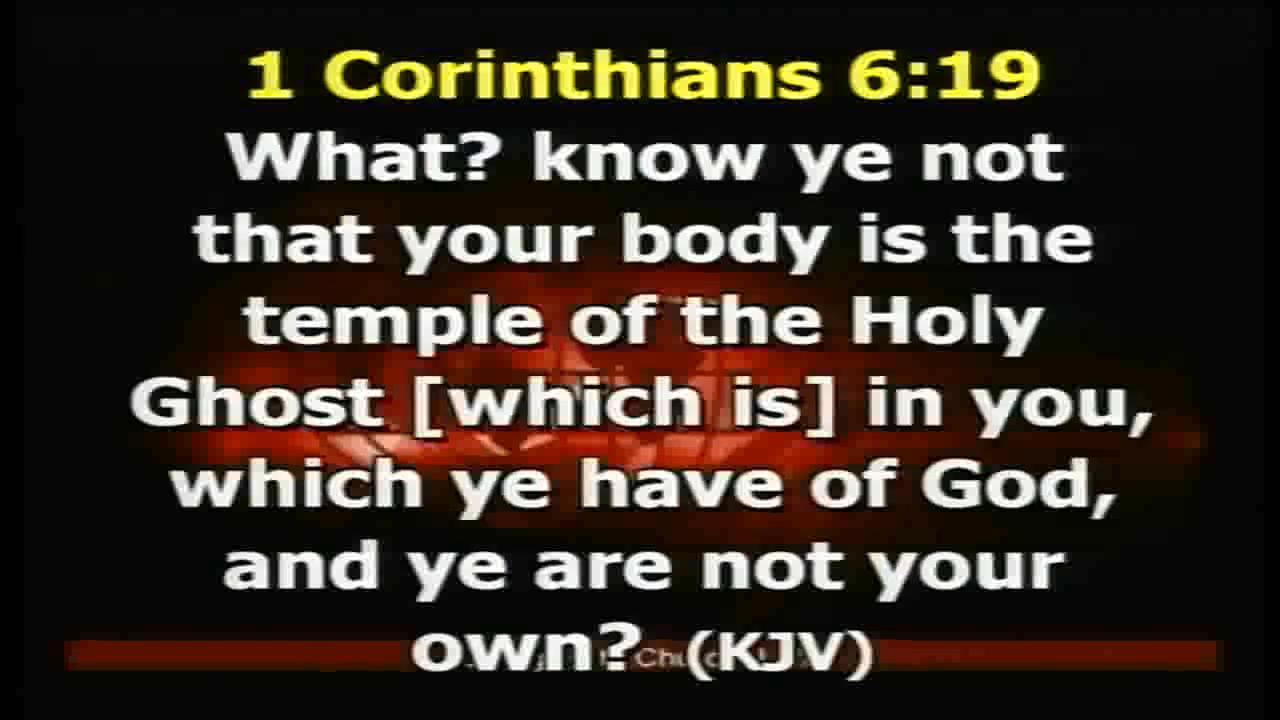 1 Corinthians 6:19
What? know ye not
that your body is the
temple of the Holy
Ghost [which is] in you,
which ye have of God,
and ye are not your
own? (KJV)